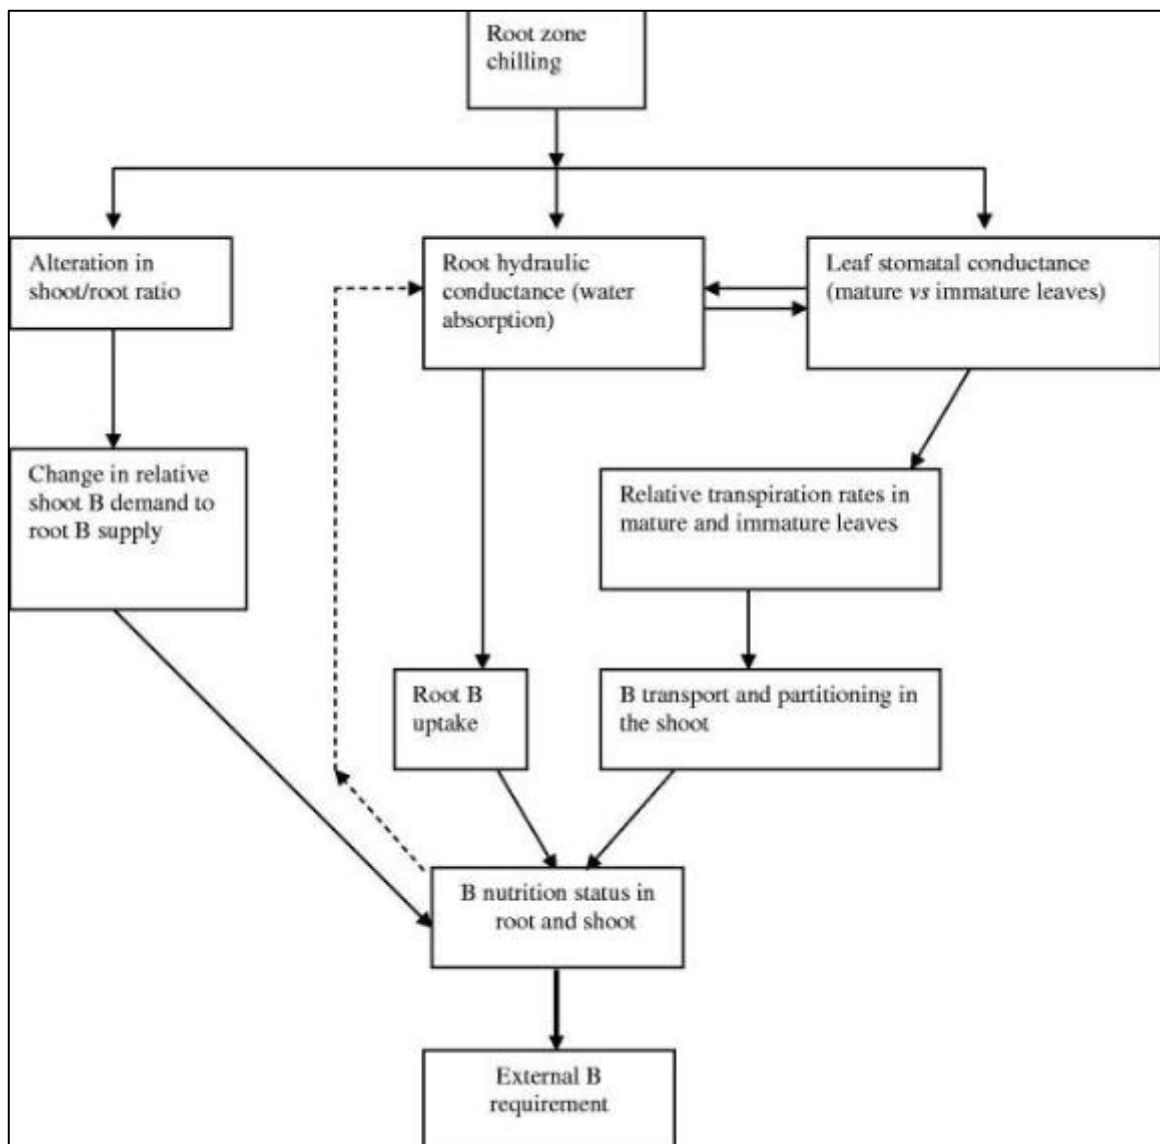 Root zone
chilling
Alteration in
shoot/root ratio
Root hydraulic
conductance (water
absorption)
Leaf stomatal conductance
(mature vs immature leaves)
Change in relative
shoot B demand to
root B supply
Relative transpiration rates in
mature and immature leaves
Root B
uptake
B transport and partitioning in
the shoot
B nutrition status in
root and shoot
External B
requirement